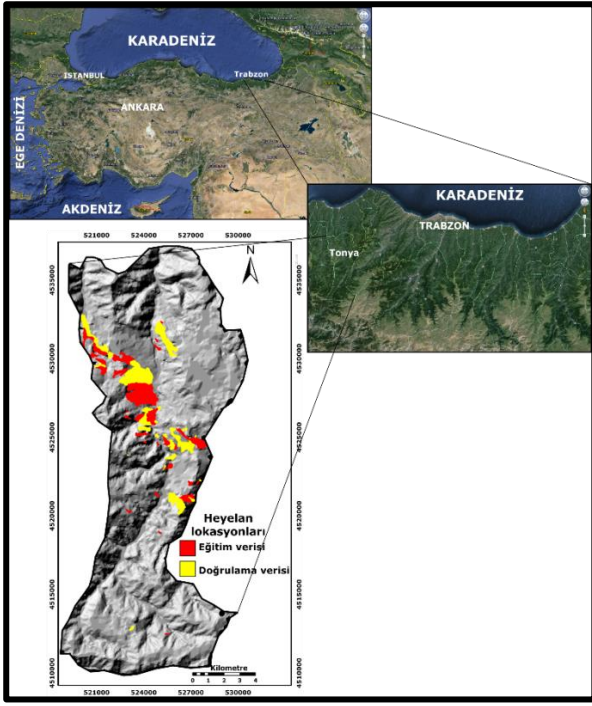 KARADENİZ
İSTANBUL
Trabzon
ANKARA
EGE DENİZİ
AKDENİZ
KARADENİZ
TRABZON
Tonya
521000 524000 527000 530000
N
4535000
4535000
4530000
4530000
4525000
4525000
4520000
4520000
4515000
4515000
4510000
4510000
Heyelan
lokasyonları
Eğitim verisi
Doğrulama verisi
Kilometre
0 0 1 2 3 4
521000 524000 527000 530000